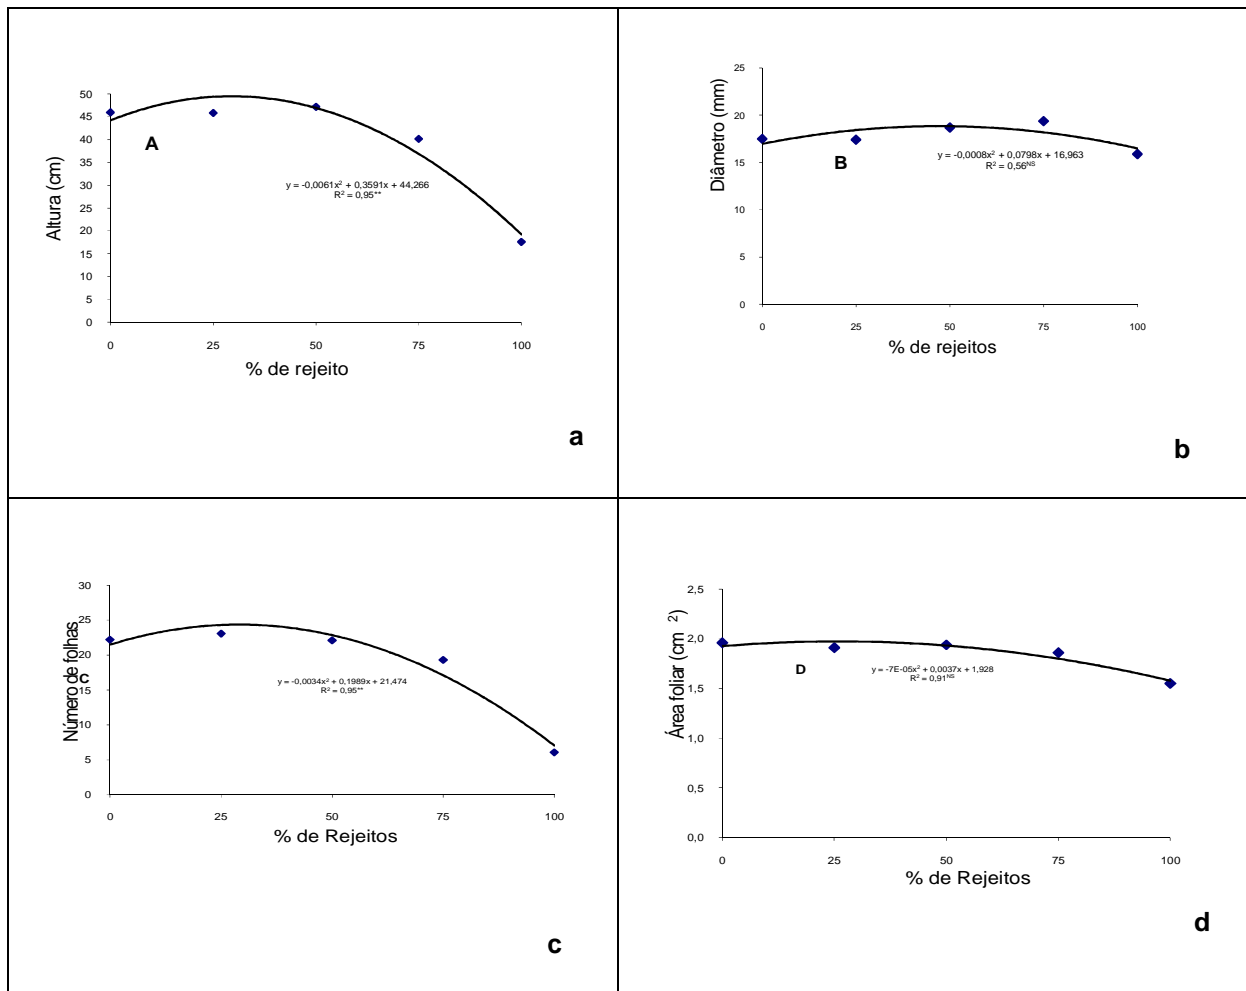 50
45
40
35
30
25
20
15
10
5
0
Altura (cm)
A
y = -0,0061x² + 0,3591x + 44,266
R² = 0,95**
0 25 50 75 100
% de rejeito
a
25
20
15
10
5
0
Diâmetro (mm)
B
y = -0,0008x² + 0,0798x + 16,963
R² = 0,56ᴺˢ
0 25 50 75 100
% de rejeitos
b
30
25
20
15
10
5
0
Número de folhas
C
y = -0,0034x² + 0,1989x + 21,474
R² = 0,95**
0 25 50 75 100
% de Rejeitos
c
2,5
2,0
1,5
1,0
0,5
0,0
Área foliar (cm ²)
D
y = -7E-05x² + 0,0037x + 1,928
R² = 0,91ᴺˢ
0 25 50 75 100
% de Rejeitos
d